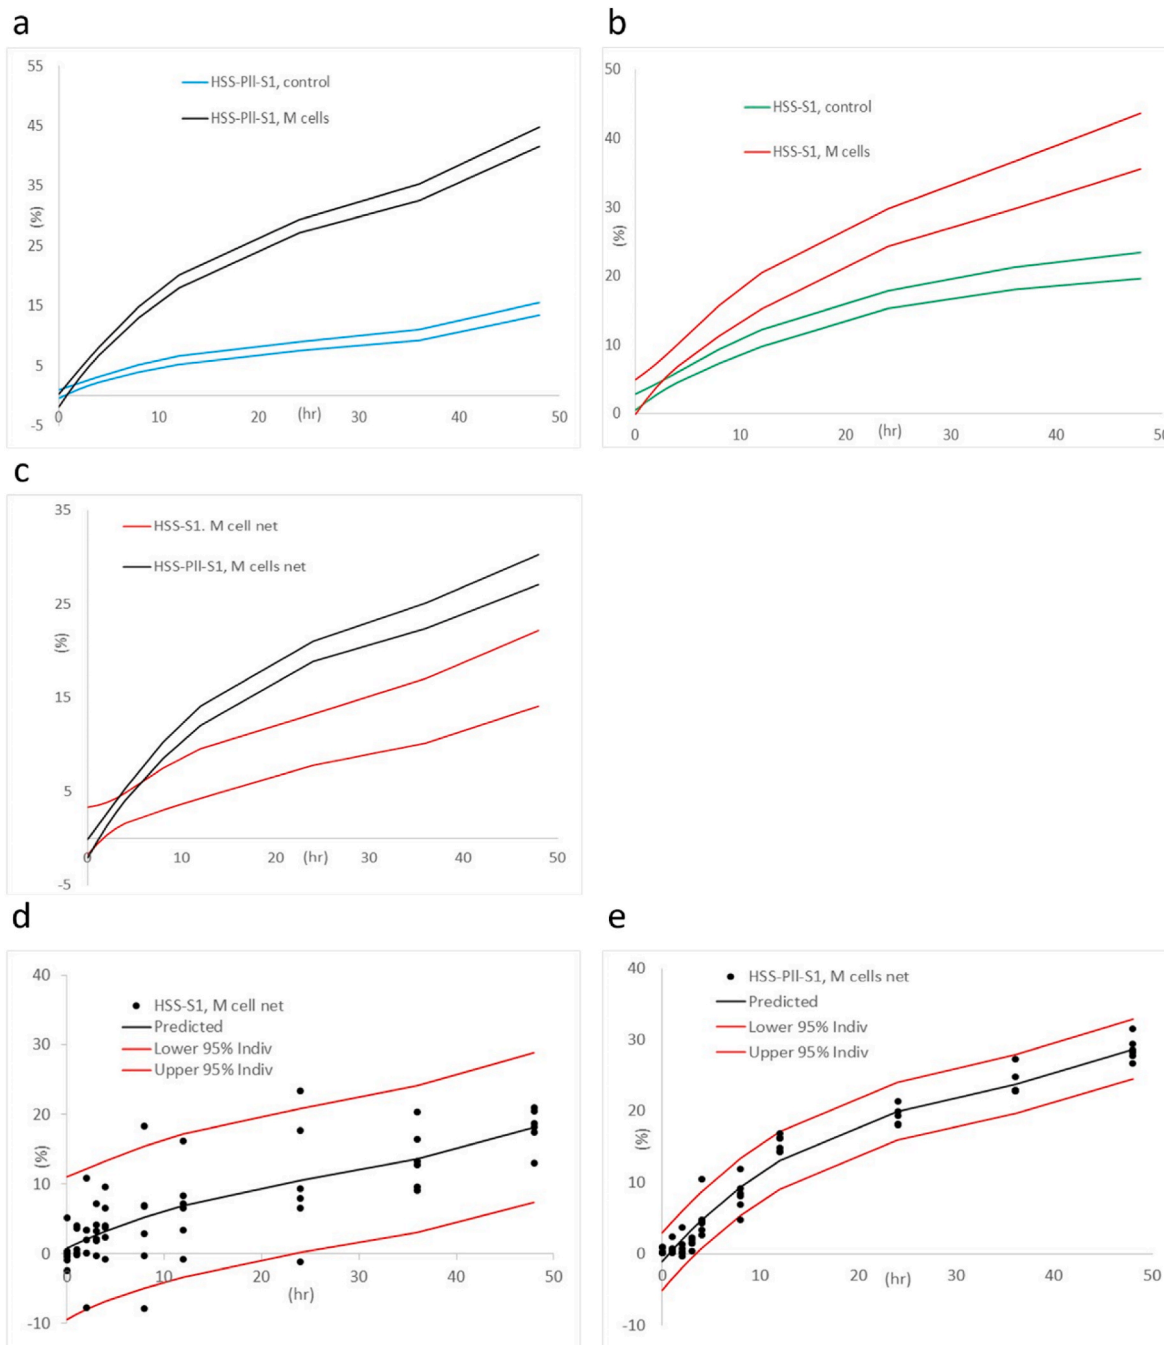 a
55
45
35
25
15
5
-5
(%)
HSS-Pll-S1, control
HSS-Pll-S1, M cells
0 10 20 (hr) 30 40 50
b
50
40
30
20
10
0
(%)
HSS-S1, control
HSS-S1, M cells
0 10 20 (hr) 30 40 50
c
35
25
15
5
-5
(%)
HSS-S1. M cell net
HSS-Pll-S1, M cells net
0 10 20 (hr) 30 40 50
d
40
30
20
10
0
-10
(%)
HSS-S1, M cell net
Predicted
Lower 95% Indiv
Upper 95% Indiv
0 10 20 (hr) 30 40 50
e
40
30
20
10
0
-10
(%)
HSS-Pll-S1, M cells net
Predicted
Lower 95% Indiv
Upper 95% Indiv
0 10 20 (hr) 30 40 50